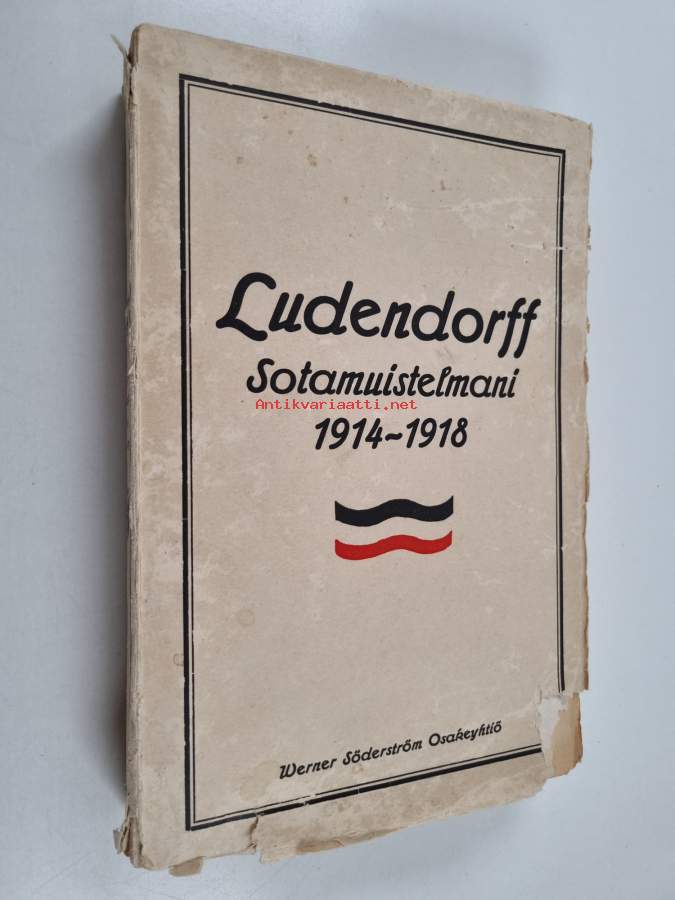 Ludendorff
Sotamuistelmani
Antikvariaatti.net
1914-1918
Werner Söderström Osakeyhtiö